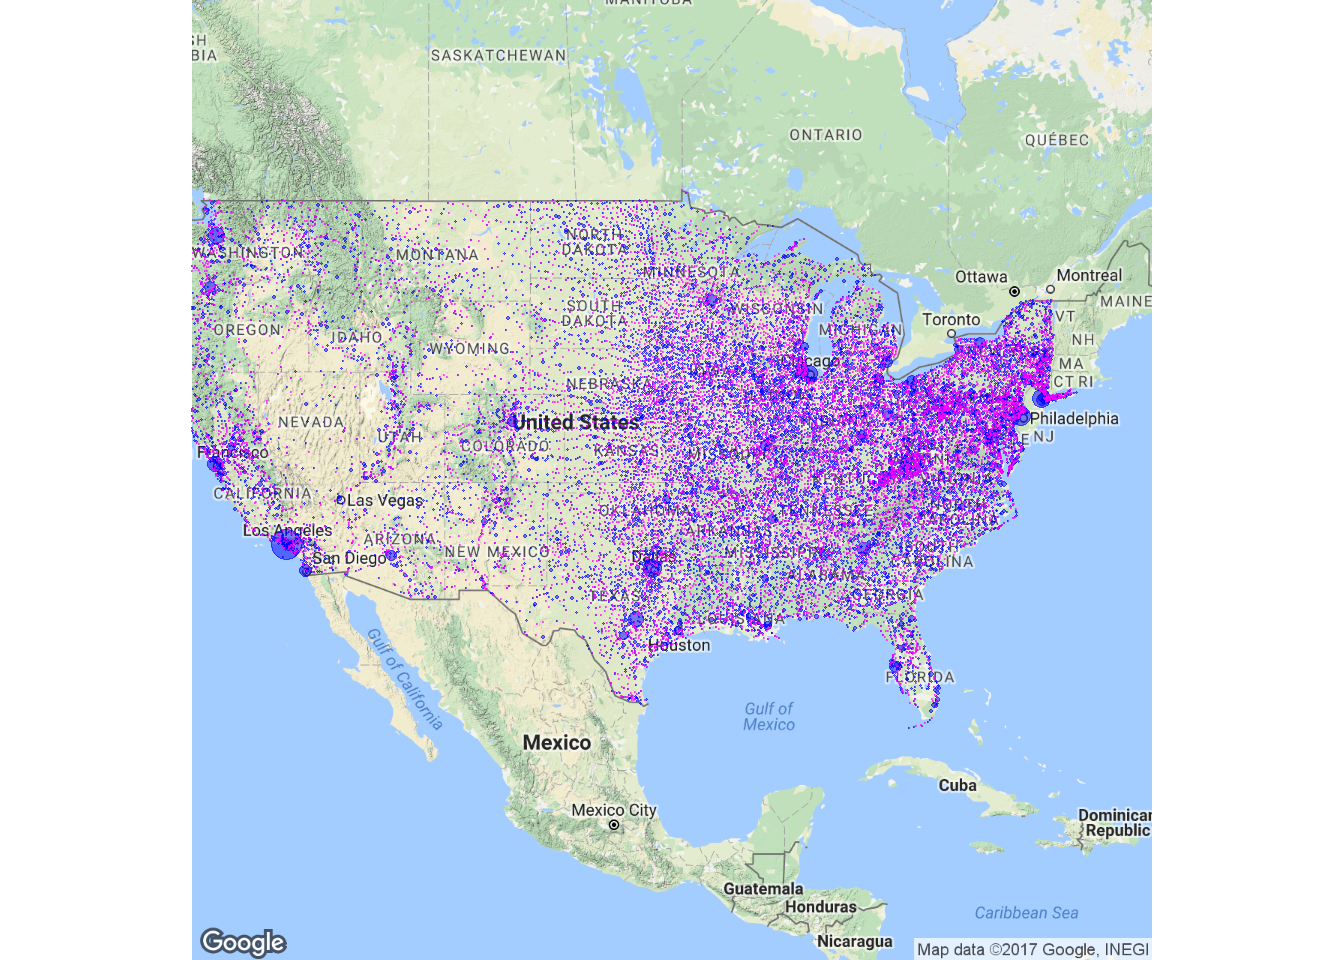 MANITOBA
SH
BIA
SASKATCHEWAN
ONTARIO
QUÉBEC
NORTH
DAKOTA
WASHINGTON
MONTANA
MINNESOTA
Ottawa
Montreal
MAINE
SOUTH
DAKOTA
WISCONSIN
VT
OREGON
IDAHO
MICHIGAN
Toronto
NH
WYOMING
Chicago
MA
NEBRASKA
CT RI
NEVADA
United States
Philadelphia
UTAH
COLORADO
NJ
Francisco
KANSAS
MISSOURI
CALIFORNIA
Las Vegas
OKLAHOMA
TENNESSEE
Los Angeles
ARIZONA
NEW MEXICO
ARKANSAS
CAROLINA
San Diego
Dallas
MISSISSIPPI
CAROLINA
ALABAMA
TEXAS
GEORGIA
LOUISIANA
Houston
FLORIDA
Gulf of California
Gulf of
Mexico
Mexico
Cuba
Mexico City
Dominican
Republic
Guatemala
Honduras
Caribbean Sea
Nicaragua
Google
Map data ©2017 Google, INEGI